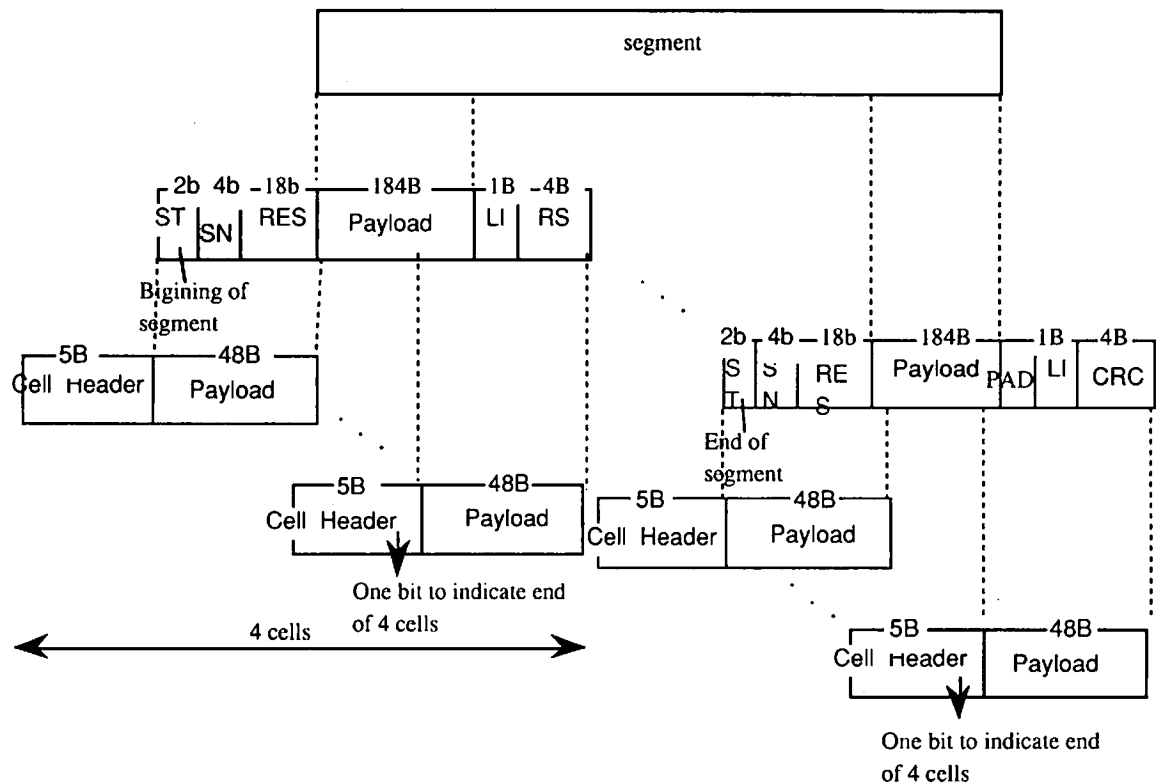 segment
2b 4b 18b 184B 1B 4B
ST SN RES Payload LI RS
Bigining of
segment
5B 48B
Cell Header Payload
2b 4b 18b 184B 1B 4B
S
T
S
N
RE
S
Payload PAD LI CRC
End of
segment
5B 48B
Cell Header Payload
5B 48B
Cell Header Payload
One bit to indicate end
of 4 cells
4 cells
5B 48B
Cell Header Payload
One bit to indicate end
of 4 cells